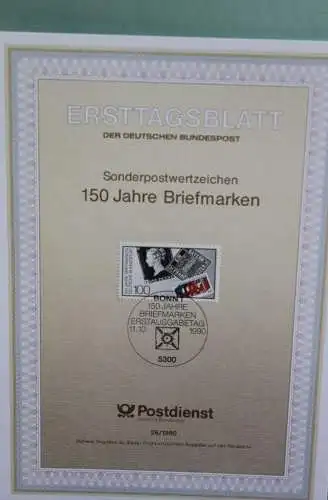 ERSTTAGSBLATT
DER DEUTSCHEN BUNDESPOST
Sonderpostwertzeichen
150 Jahre Briefmarken
100
BONN 1
150 JAHRE
BRIEFMARKEN
ERSTAUSGABETAG
11.10. 1990
5300
Postdienst
26/1990